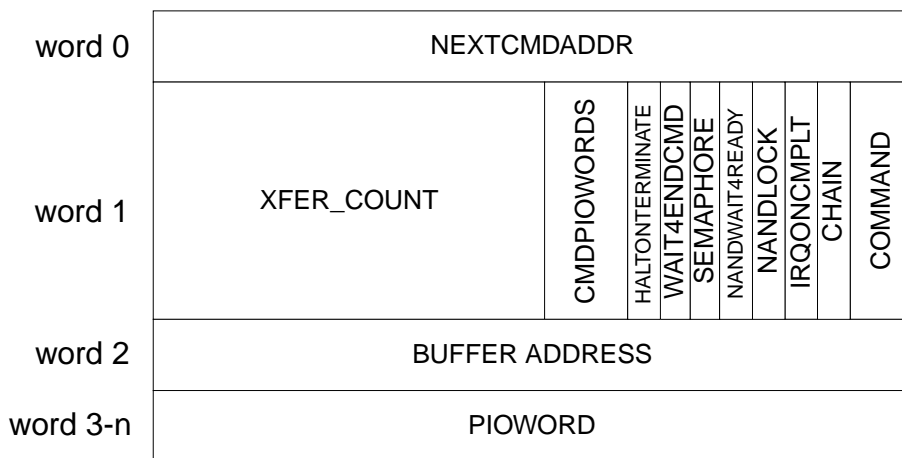 word 0
NEXTCMDADDR
word 1
XFER_COUNT
CMDPIOWORDS
HALTONTERMINATE
WAIT4ENDCMD
SEMAPHORE
NANDWAIT4READY
NANDLOCK
IRQONCMPLT
CHAIN
COMMAND
word 2
BUFFER ADDRESS
word 3-n
PIOWORD